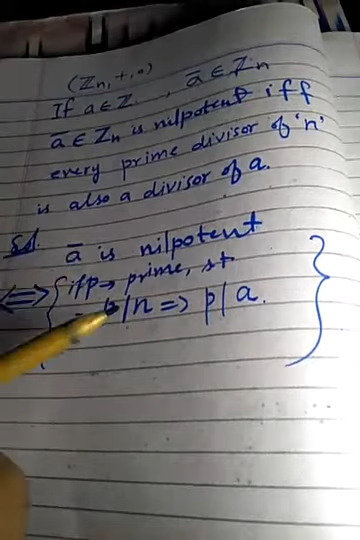 (ℤn, +, ·)
If a ∈ ℤ , ā ∈ ℤn
ā ∈ ℤn is nilpotent iff
every prime divisor of 'n'
is also a divisor of a.
Sol. ā is nilpotent
⟺ { if p → prime, s.t }
p | n ⇒ p | a.